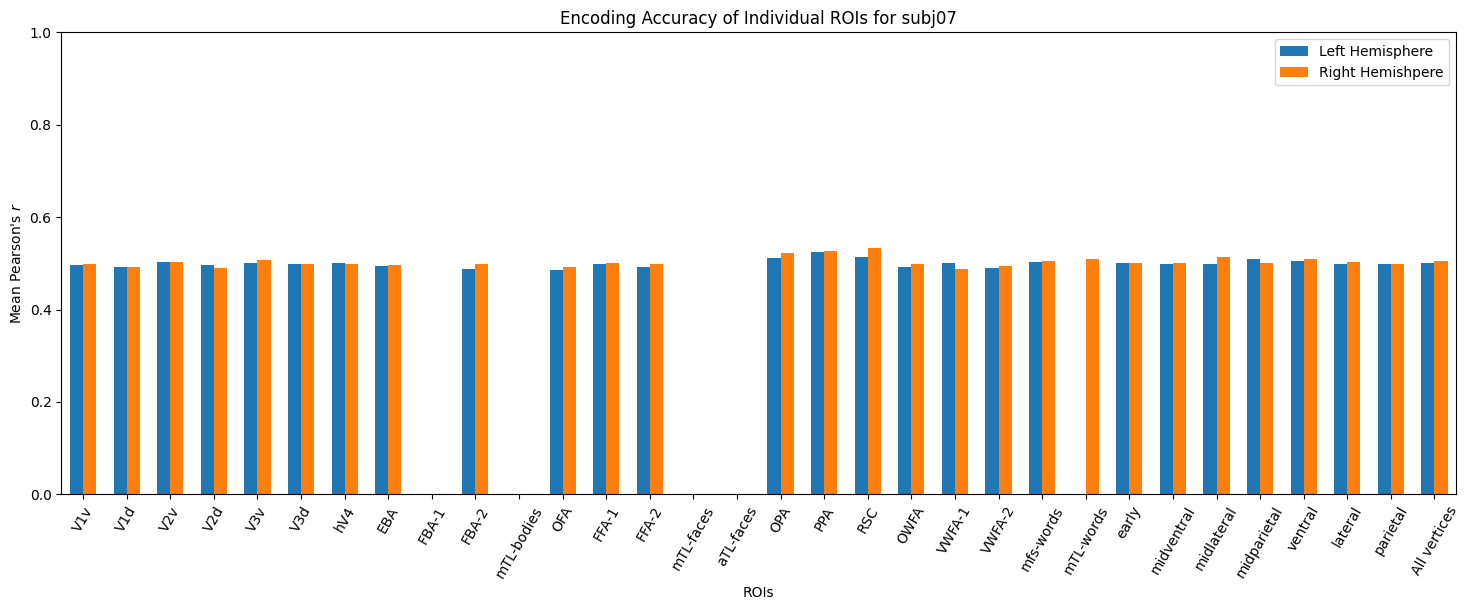 Encoding Accuracy of Individual ROIs for subj07
Left Hemisphere
Right Hemishpere
Mean Pearson's r
1.0
0.8
0.6
0.4
0.2
0.0
V1v
V1d
V2v
V2d
V3v
V3d
hV4
EBA
FBA-1
FBA-2
mTL-bodies
OFA
FFA-1
FFA-2
mTL-faces
aTL-faces
OPA
PPA
RSC
OWFA
VWFA-1
VWFA-2
mfs-words
mTL-words
early
midventral
midlateral
midparietal
ventral
lateral
parietal
All vertices
ROIs